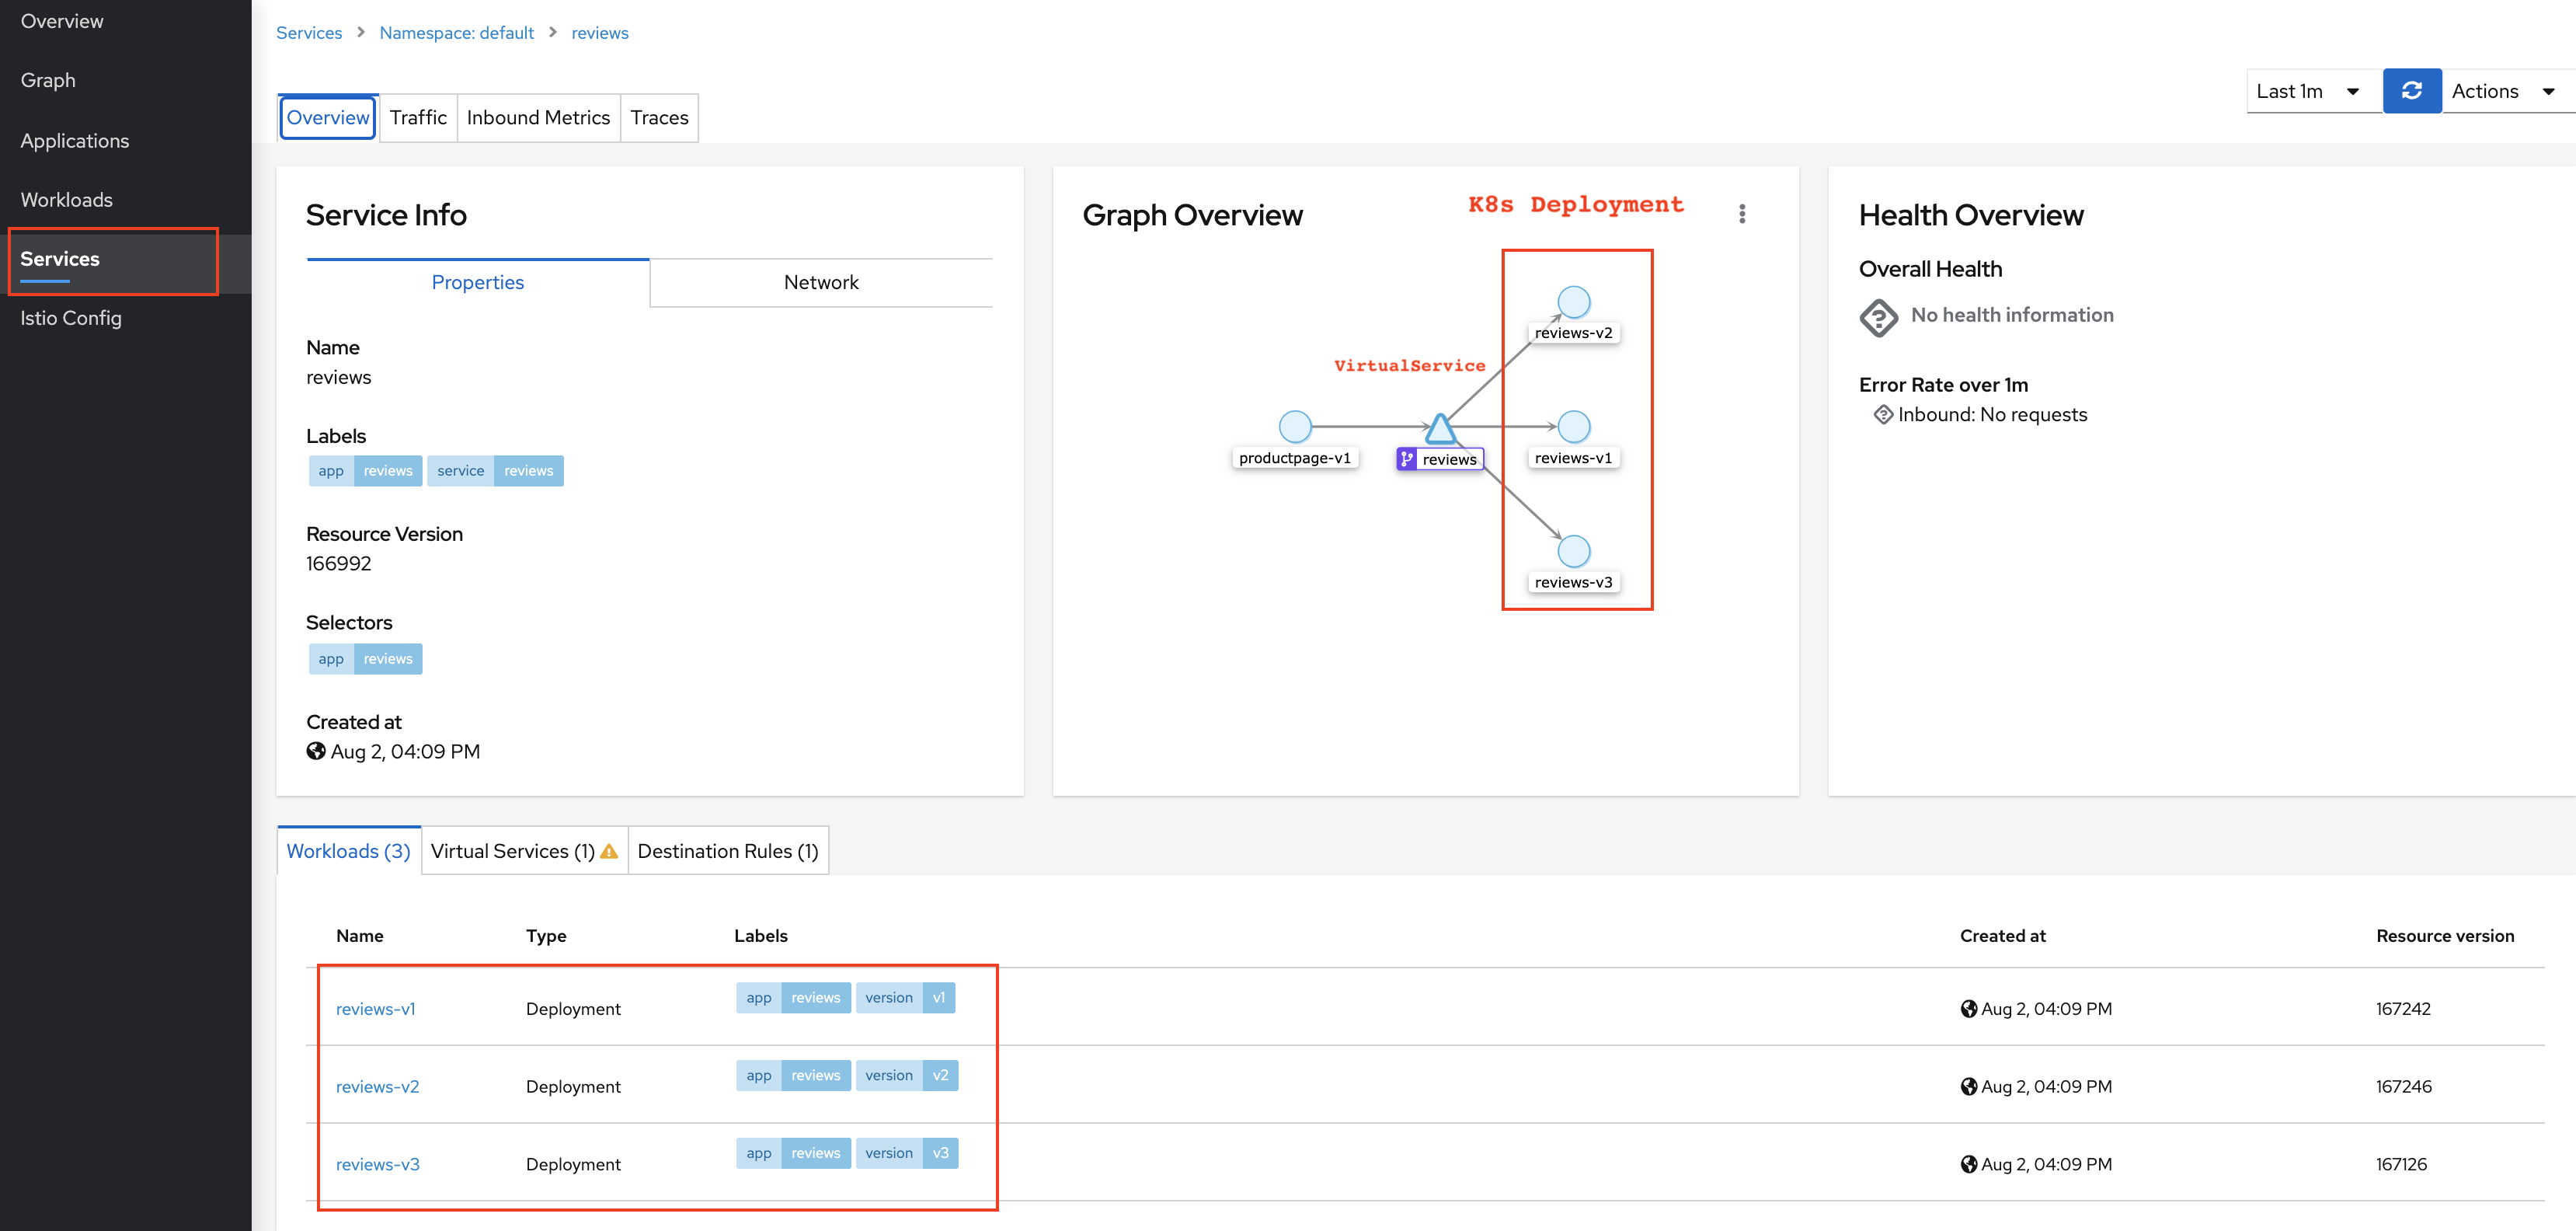 Overview
Graph
Applications
Workloads
Services
Istio Config
Services > Namespace: default > reviews
Last 1m Actions
Overview Traffic Inbound Metrics Traces
Service Info
Properties Network
Name
reviews
Labels
app reviews service reviews
Resource Version
166992
Selectors
app reviews
Created at
Aug 2, 04:09 PM
Graph Overview
K8s Deployment
reviews-v2
VirtualService
productpage-v1 reviews reviews-v1
reviews-v3
Health Overview
Overall Health
No health information
Error Rate over 1m
Inbound: No requests
Workloads (3) Virtual Services (1) Destination Rules (1)
Name Type Labels Created at Resource version
reviews-v1 Deployment app reviews version v1 Aug 2, 04:09 PM 167242
reviews-v2 Deployment app reviews version v2 Aug 2, 04:09 PM 167246
reviews-v3 Deployment app reviews version v3 Aug 2, 04:09 PM 167126